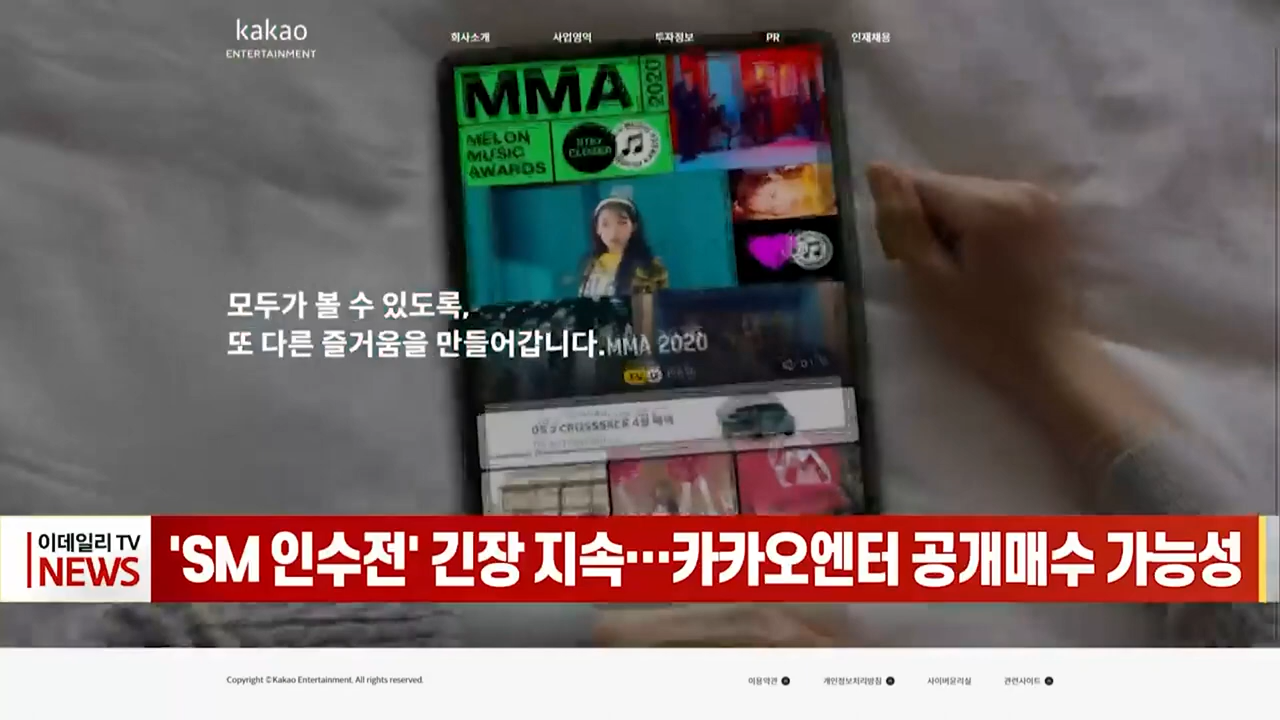 kakao
ENTERTAINMENT
회사소개
사업영역
투자정보
PR
인재채용
MMA
2020
MELON
MUSIC
AWARDS
STAY
CLOSER
모두가 볼 수 있도록,
또 다른 즐거움을 만들어갑니다.
MMA 2020
이데일리 TV
NEWS
'SM 인수전' 긴장 지속…카카오엔터 공개매수 가능성
Copyright ©Kakao Entertainment. All rights reserved.
이용약관
개인정보처리방침
사이버윤리실
관련사이트